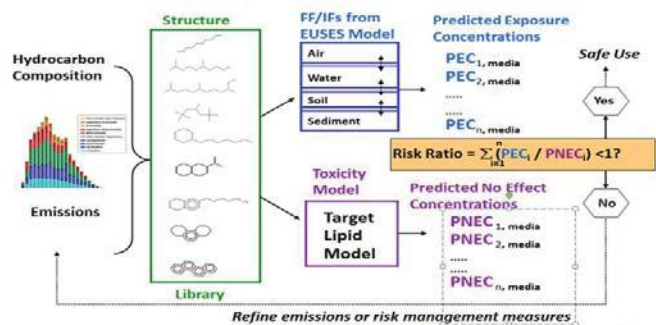 Structure
FF/IFs from
EUSES Model
Predicted Exposure
Concentrations
Hydrocarbon
Composition
Emissions
Air
Water
Soil
Sediment
PEC1, media
PEC2, media
.....
.....
PECn, media
Safe Use
Yes
Risk Ratio = n ∑ i=1 (PECi / PNECi) <1?
No
Toxicity
Model
Target
Lipid
Model
Predicted No Effect
Concentrations
PNEC1, media
PNEC2, media
.....
.....
PNECn, media
Library
Refine emissions or risk management measures